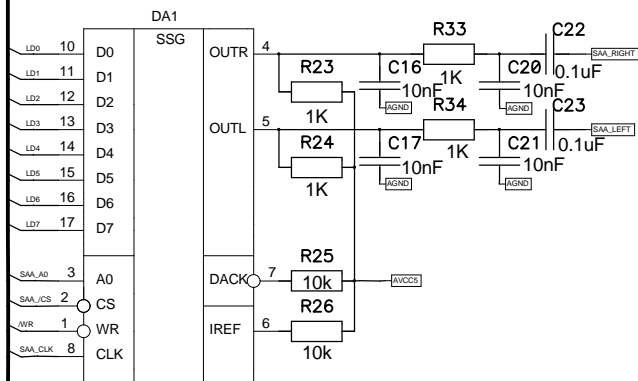 DA1
SSG
LD0 10 D0
LD1 11 D1
LD2 12 D2
LD3 13 D3
LD4 14 D4
LD5 15 D5
LD6 16 D6
LD7 17 D7
SAA_A0 3 A0
SAA_/CS 2 CS
/WR 1 WR
SAA_CLK 8 CLK
OUTR 4
OUTL 5
DACK 7
IREF 6
R23
1K
R24
1K
R25
10k
R26
10k
C16
10nF
AGND
C17
10nF
AGND
R33
1K
R34
1K
C20
10nF
AGND
C21
10nF
AGND
C22
0.1uF
C23
0.1uF
SAA_RIGHT
SAA_LEFT
AVCC5